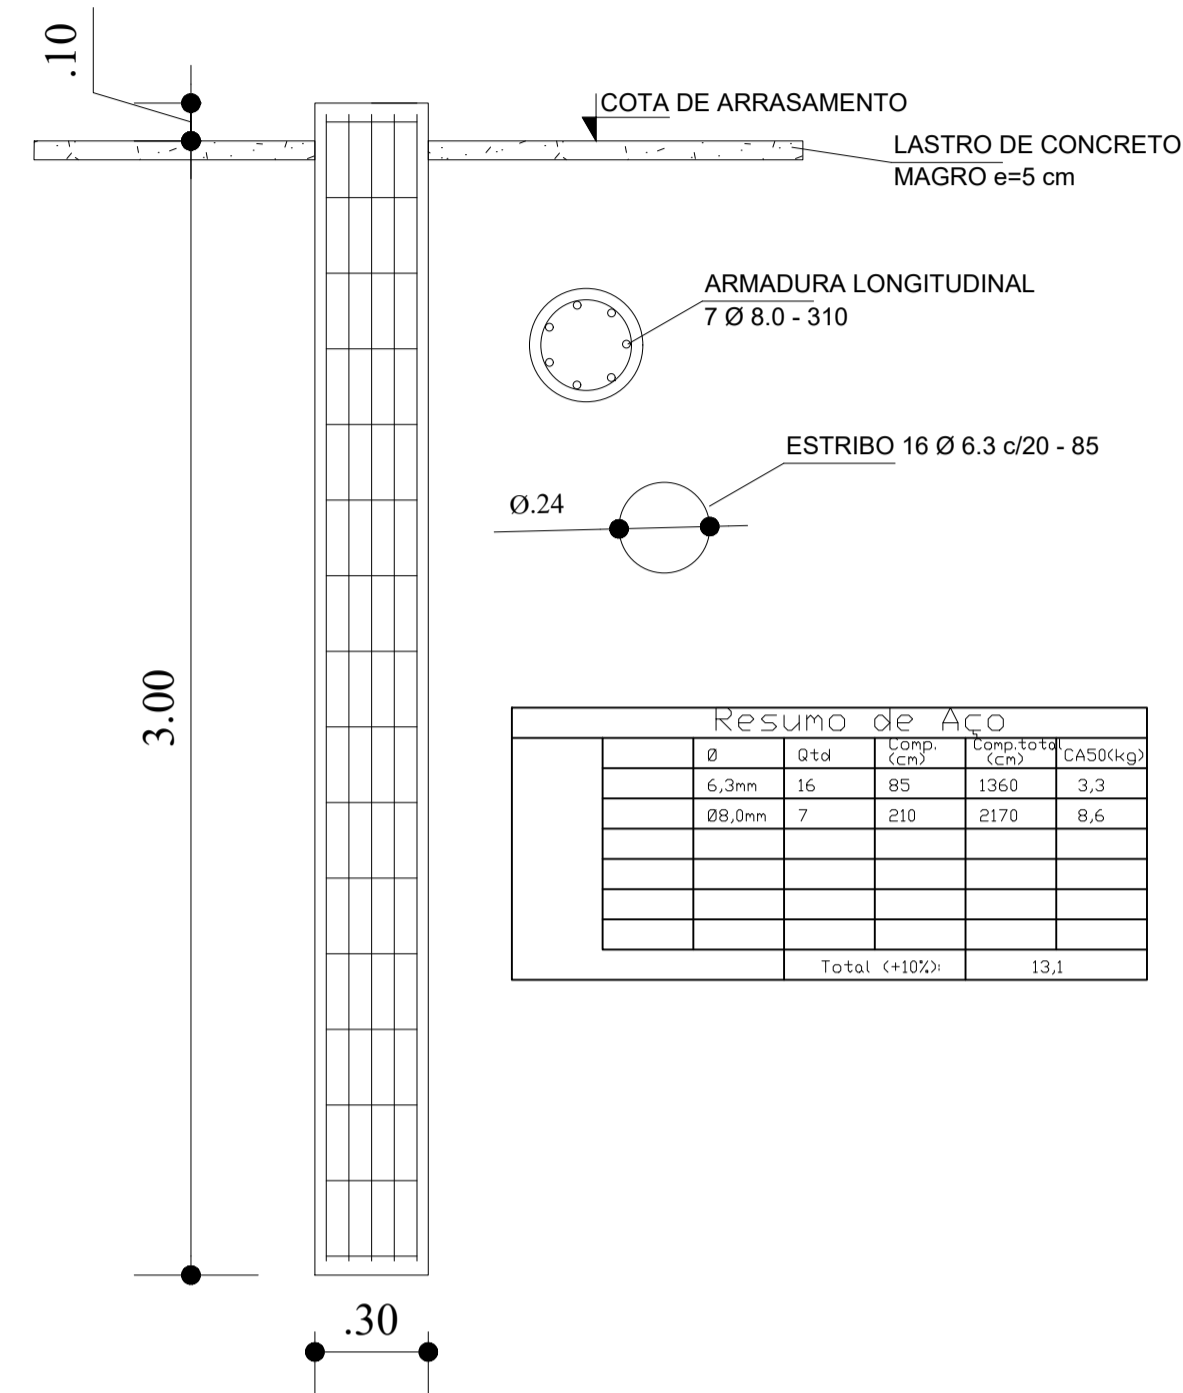 .10
COTA DE ARRASAMENTO
LASTRO DE CONCRETO
MAGRO e=5 cm
ARMADURA LONGITUDINAL
7 Ø 8.0 - 310
ESTRIBO 16 Ø 6.3 c/20 - 85
Ø.24
3.00
Resumo de Aço
Ø Qtd Comp. (cm) Comp.total (cm) CA50(kg)
6,3mm 16 85 1360 3,3
Ø8,0mm 7 210 2170 8,6
Total (+10%): 13,1
.30